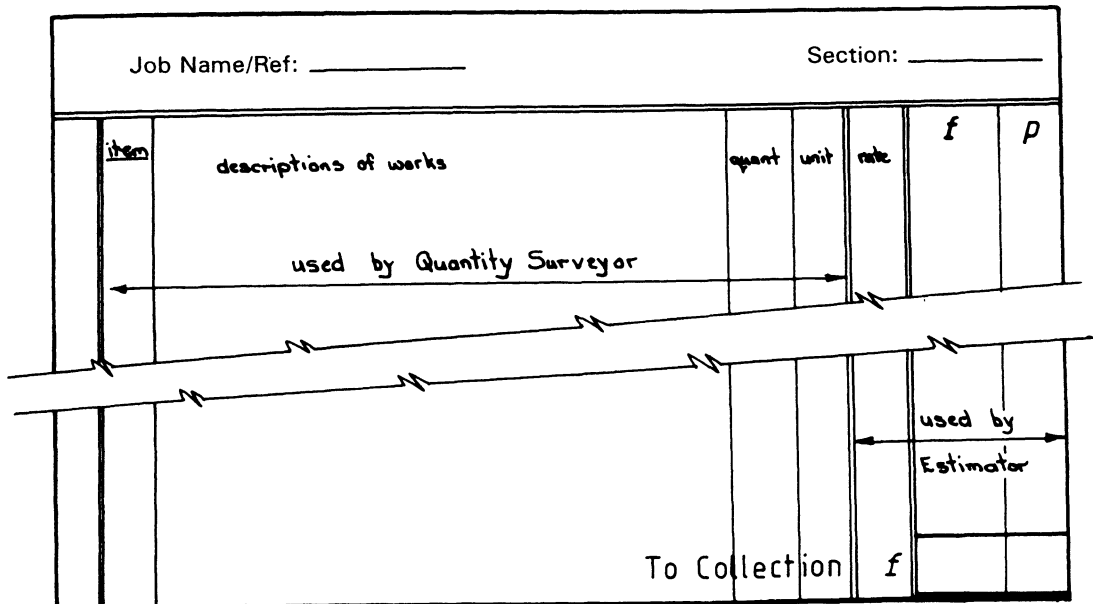 Job Name/Ref: Section:
item descriptions of works quant unit rate £ p
used by Quantity Surveyor
used by
Estimator
To Collection £